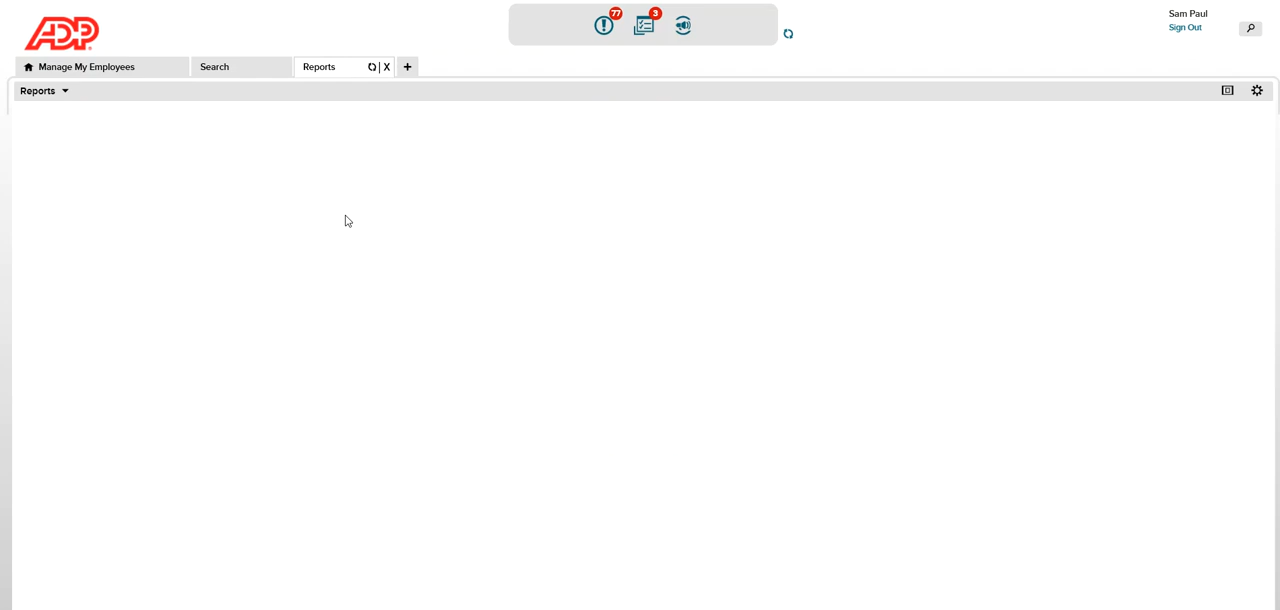 77
3
Sam Paul
ADP
Sign Out
Manage My Employees
Search
Reports
X
+
Reports